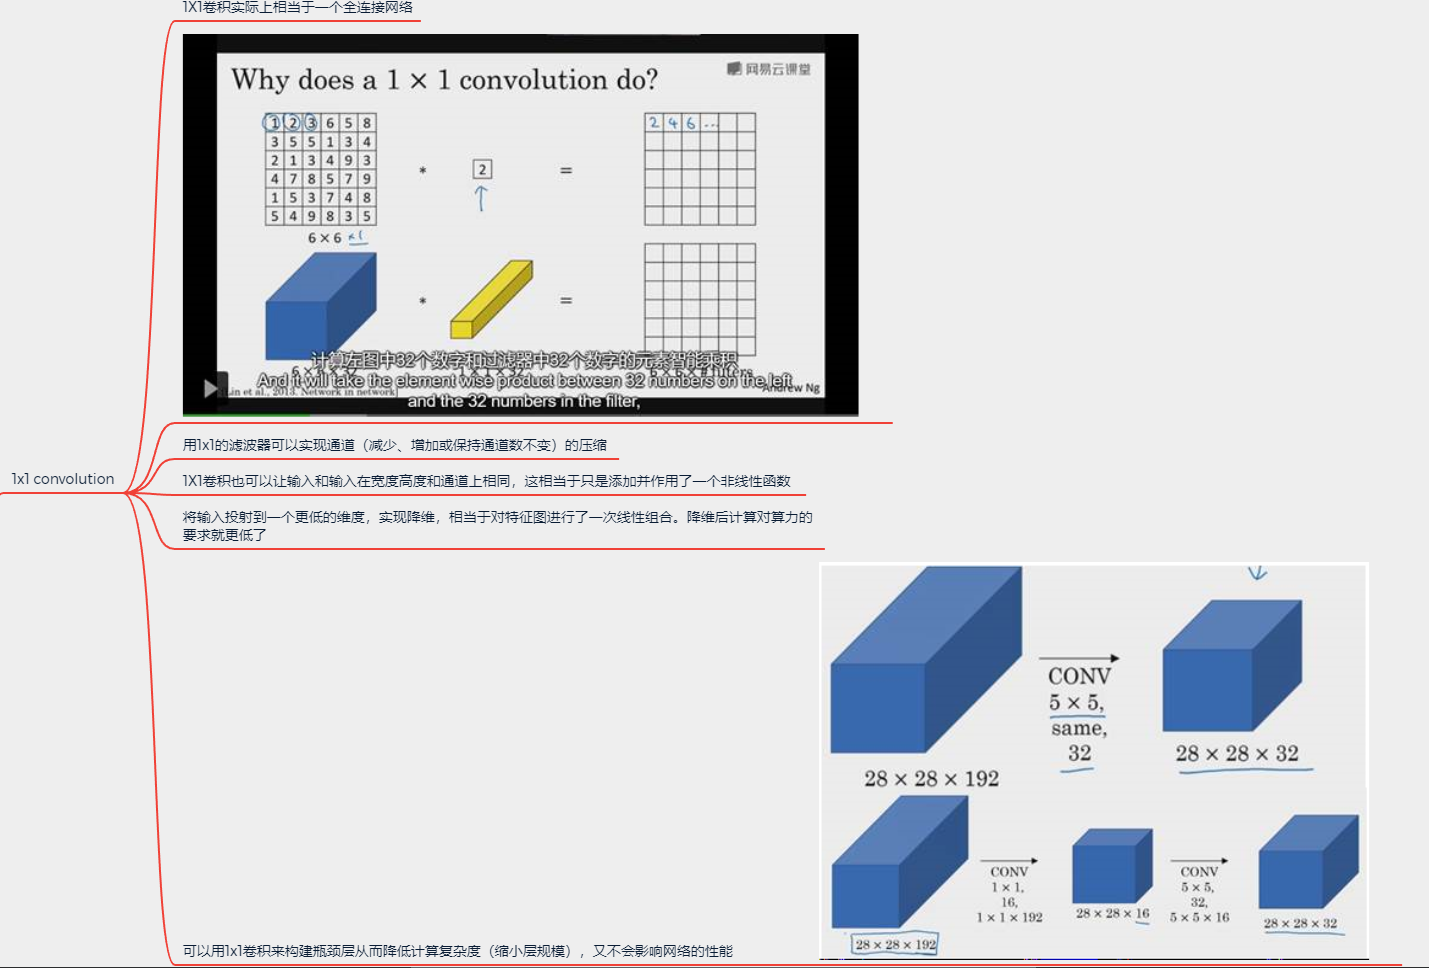 1X1卷积实际上相当于一个全连接网络
Why does a 1 × 1 convolution do?
网易云课堂
1 2 3 6 5 8
3 5 5 1 3 4
2 1 3 4 9 3
4 7 8 5 7 9
1 5 3 7 4 8
5 4 9 8 3 5
6 × 6 ×1
* 2 =
2 4 6 ...
* =
计算左图中32个数字和过滤器中32个数字的元素智能乘积
And it will take the element wise product between 32 numbers on the left
and the 32 numbers in the filter,
Lin et al., 2013. Network in network]
Andrew Ng
用1x1的滤波器可以实现通道（减少、增加或保持通道数不变）的压缩
1x1 convolution
1X1卷积也可以让输入和输入在宽度高度和通道上相同，这相当于只是添加并作用了一个非线性函数
将输入投射到一个更低的维度，实现降维，相当于对特征图进行了一次线性组合。降维后计算对算力的
要求就更低了
CONV
5 × 5,
same,
32
28 × 28 × 192
28 × 28 × 32
CONV
1 × 1,
16,
1 × 1 × 192
28 × 28 × 192
28 × 28 × 16
CONV
5 × 5,
32,
5 × 5 × 16
28 × 28 × 32
可以用1x1卷积来构建瓶颈层从而降低计算复杂度（缩小层规模），又不会影响网络的性能